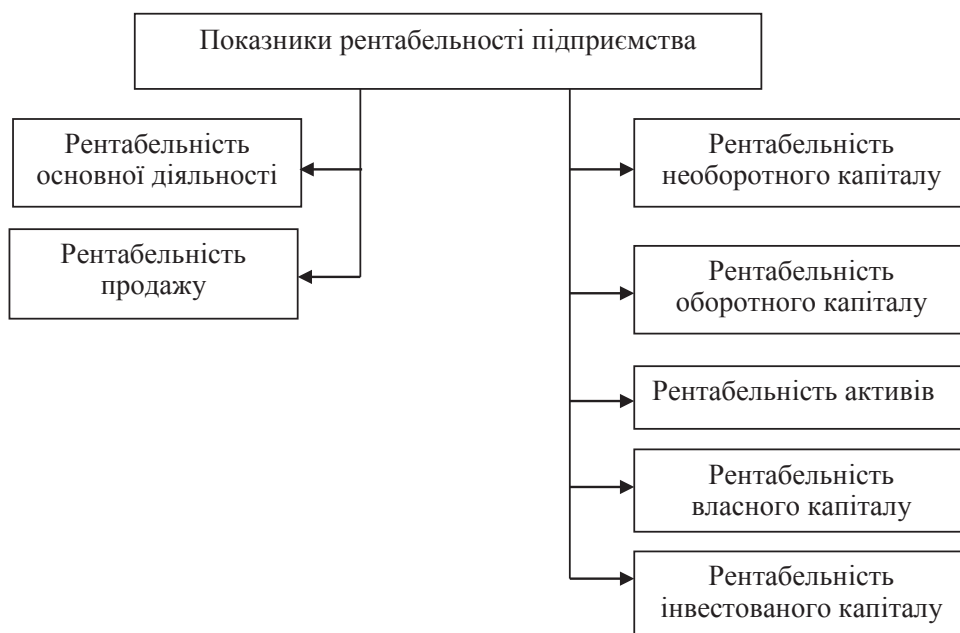 Показники рентабельності підприємства
Рентабельність
основної діяльності
Рентабельність
продажу
Рентабельність
необоротного капіталу
Рентабельність
оборотного капіталу
Рентабельність активів
Рентабельність
власного капіталу
Рентабельність
інвестованого капіталу